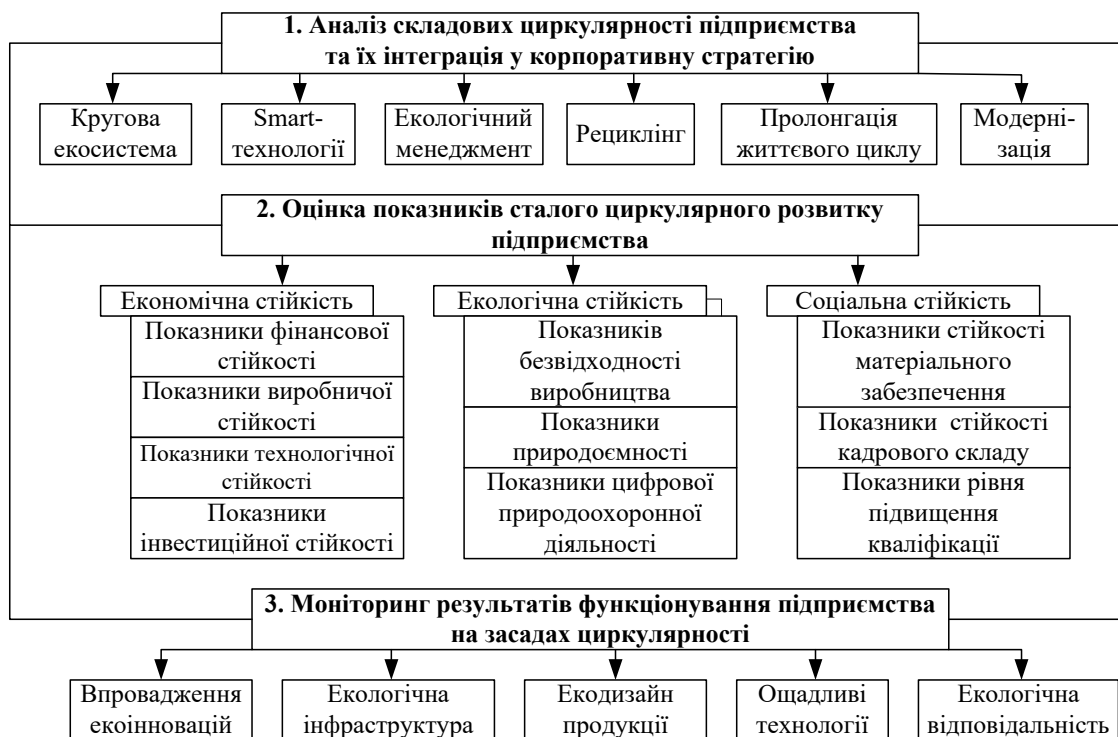 1. Аналіз складових циркулярності підприємства
та їх інтеграція у корпоративну стратегію
Кругова
екосистема
Smart-
технології
Екологічний
менеджмент
Рециклінг
Пролонгація
життєвого циклу
Модерні-
зація
2. Оцінка показників сталого циркулярного розвитку
підприємства
Економічна стійкість
Показники фінансової
стійкості
Показники виробничої
стійкості
Показники технологічної
стійкості
Показники
інвестиційної стійкості
Екологічна стійкість
Показників
безвідходності
виробництва
Показники
природоємності
Показники цифрової
природоохоронної
діяльності
Соціальна стійкість
Показники стійкості
матеріального
забезпечення
Показники стійкості
кадрового складу
Показники рівня
підвищення
кваліфікації
3. Моніторинг результатів функціонування підприємства
на засадах циркулярності
Впровадження
екоінновацій
Екологічна
інфраструктура
Екодизайн
продукції
Ощадливі
технології
Екологічна
відповідальність